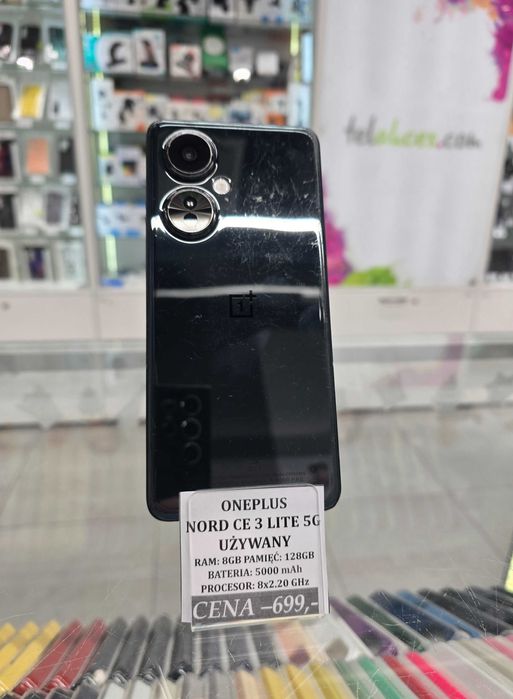 ONEPLUS
NORD CE 3 LITE 5G
UŻYWANY
RAM: 8GB PAMIĘĆ: 128GB
BATERIA: 5000 mAh
PROCESOR: 8x2.20 GHz
CENA –699,-